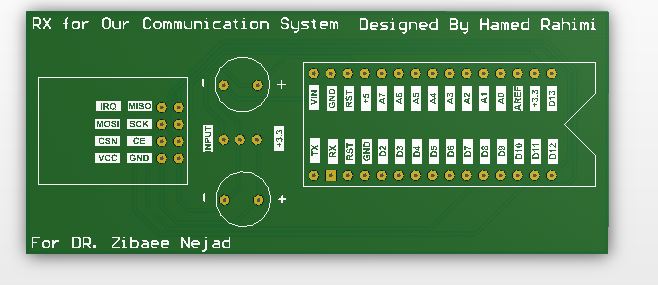 RX for Our Communication System Designed By Hamed Rahimi
VIN GND RST +5 A7 A6 A5 A4 A3 A2 A1 A0 AREF +3.3 D13
IRQ MISO
MOSI SCK
CSN CE
VCC GND
- +
INPUT +3.3
TX RX RST GND D2 D3 D4 D5 D6 D7 D8 D9 D10 D11 D12
- +
For DR. Zibaee Nejad